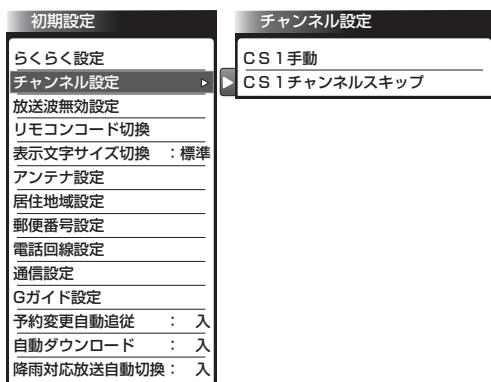 初期設定
らくらく設定
チャンネル設定
放送波無効設定
リモコンコード切換
表示文字サイズ切換 ：標準
アンテナ設定
居住地域設定
郵便番号設定
電話回線設定
通信設定
Gガイド設定
予約変更自動追従 ： 入
自動ダウンロード ： 入
降雨対応放送自動切換： 入
チャンネル設定
ＣＳ１手動
ＣＳ１チャンネルスキップ